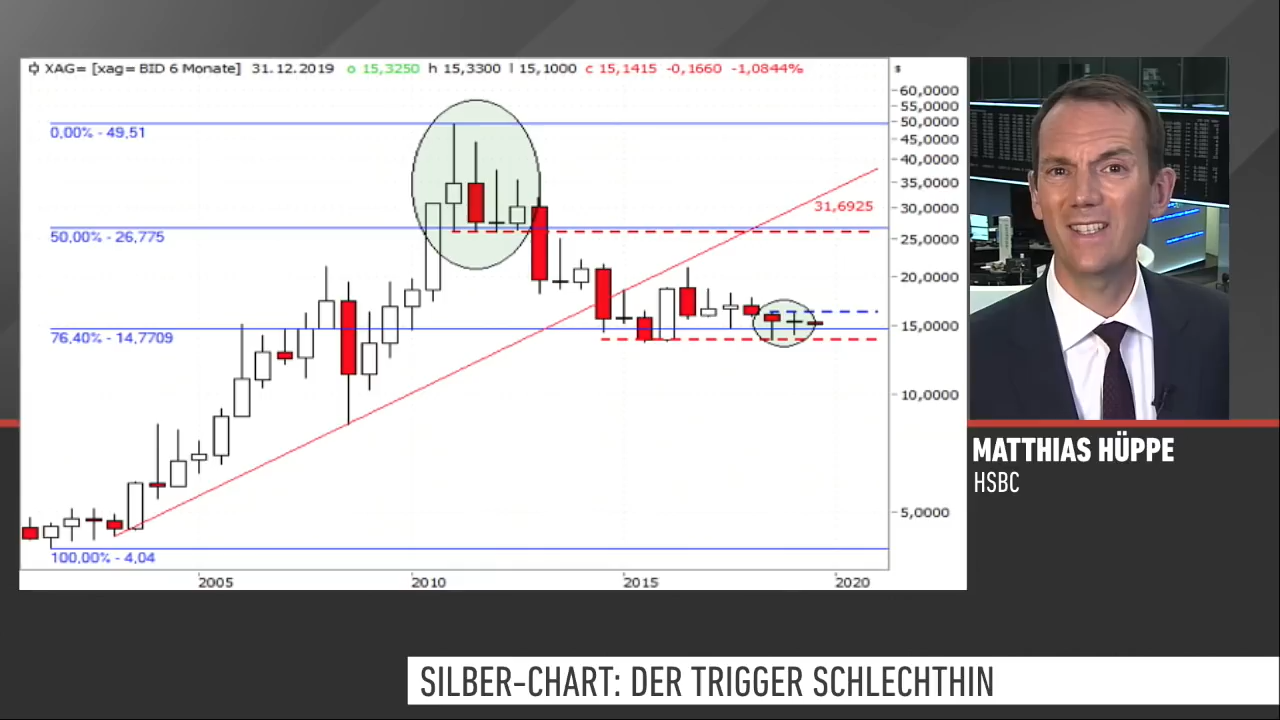 XAG= [xag= BID 6 Monate] 31.12.2019 o 15,3250 h 15,3300 l 15,1000 c 15,1415 -0,1660 -1,0844%
$
60,0000
55,0000
50,0000
0,00% - 49,51
45,0000
40,0000
35,0000
31,6925
30,0000
50,00% - 26,775
25,0000
20,0000
15,0000
76,40% - 14,7709
10,0000
5,0000
100,00% - 4,04
2005 2010 2015 2020
MATTHIAS HÜPPE
HSBC
SILBER-CHART: DER TRIGGER SCHLECHTHIN